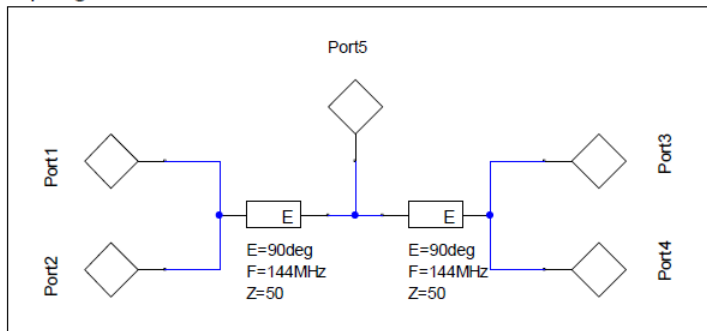 Port5
Port1
Port3
E
E
Port2
Port4
E=90deg
F=144MHz
Z=50
E=90deg
F=144MHz
Z=50